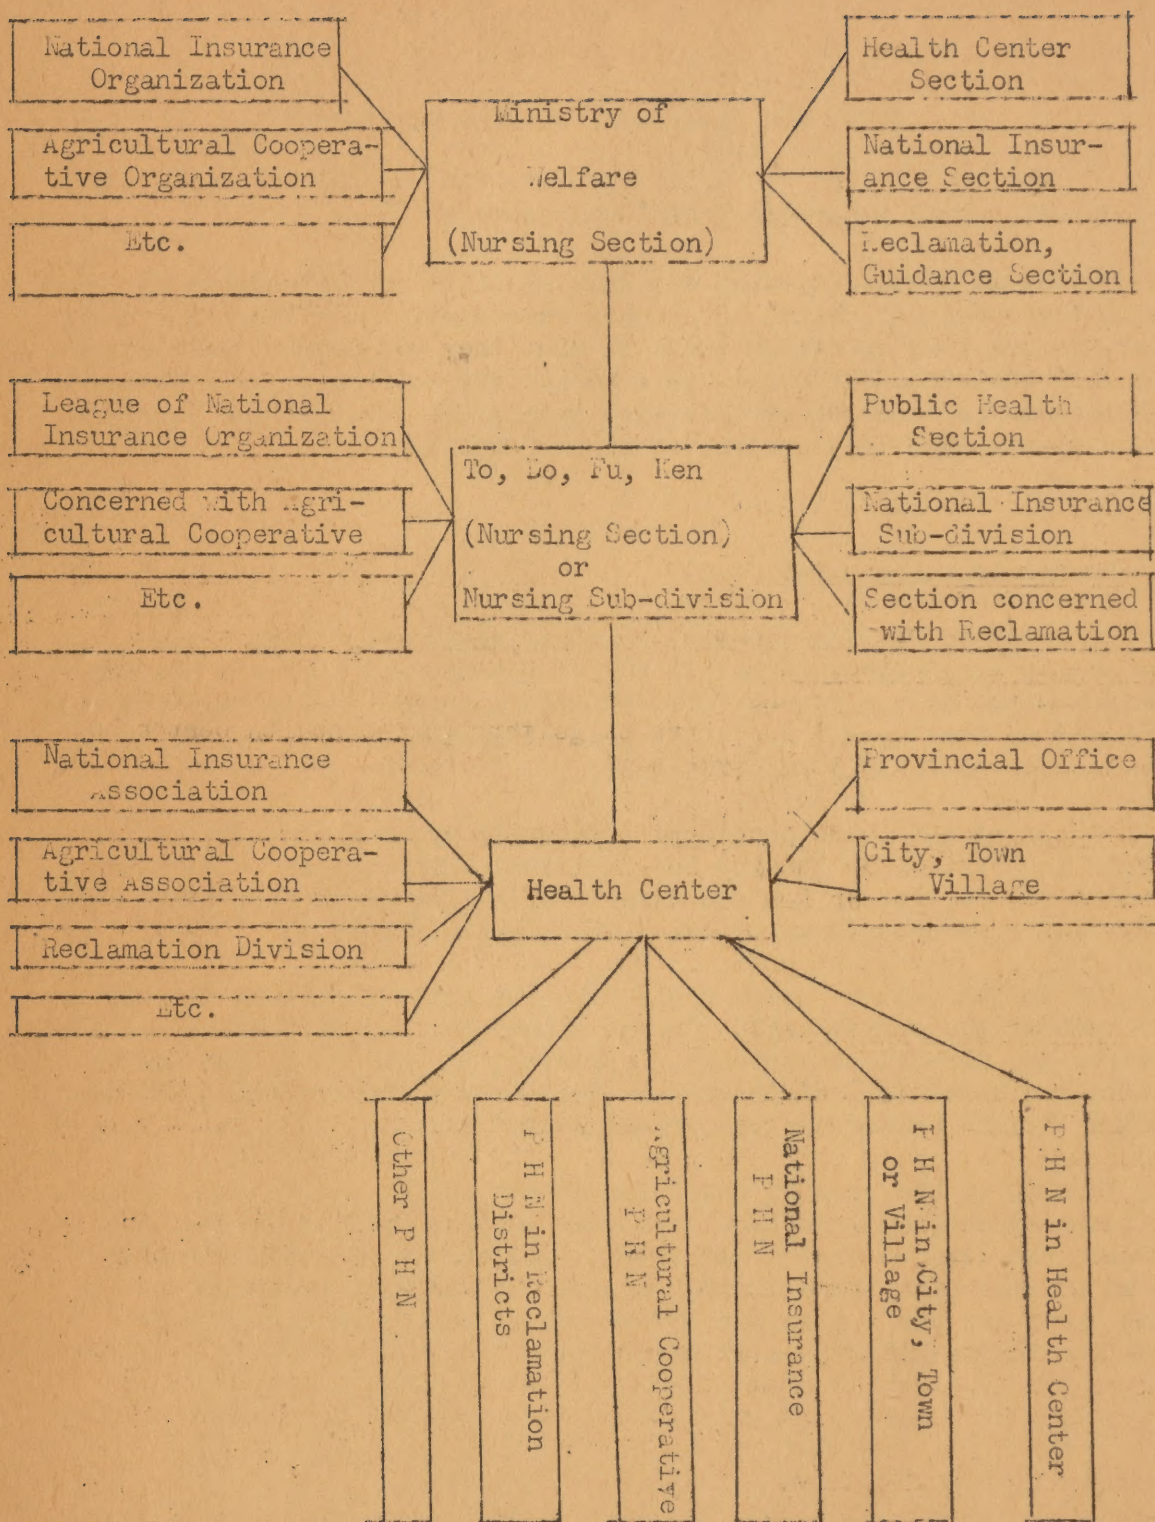 National Insurance
Organization
Agricultural Coopera-
tive Organization
Etc.
Ministry of
Welfare
(Nursing Section)
Health Center
Section
National Insur-
ance Section
Reclamation,
Guidance Section
League of National
Insurance Organization
Concerned with Agri-
cultural Cooperative
Etc.
To, Do, Fu, Ken
(Nursing Section)
or
Nursing Sub-division
Public Health
Section
National Insurance
Sub-division
Section concerned
with Reclamation
National Insurance
Association
Agricultural Coopera-
tive Association
Reclamation Division
Etc.
Health Center
Provincial Office
City, Town
Village
Other P H N
P H N in Reclamation
Districts
Agricultural Cooperative
P H N
National Insurance
P H N
P H N in City, Town
or Village
P H N in Health Center